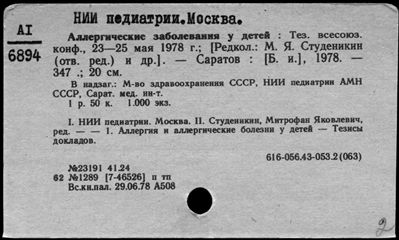 НИИ педиатрии.Москва.
АI
6894
Аллергические заболевания у детей : Тез. всесоюз.
конф., 23—25 мая 1978 г.; [Редкол.: М. Я. Студеникин
(отв. ред.) и др.]. — Саратов : [Б. и.], 1978. —
347 .; 20 см.
В надзаг.: М-во здравоохранения СССР, НИИ педиатрии АМН
СССР, Сарат. мед. ин-т.
1 р. 50 к. 1.000 экз.
I. НИИ педиатрии. Москва. II. Студеникин, Митрофан Яковлевич,
ред. — — 1. Аллергия и аллергические болезни у детей — Тезисы
докладов.
616-056.43-053.2(063)
№23191 41.24
62 №1289 [7-46526] п тп
Вс.кн.пал. 29.06.78 А508
2